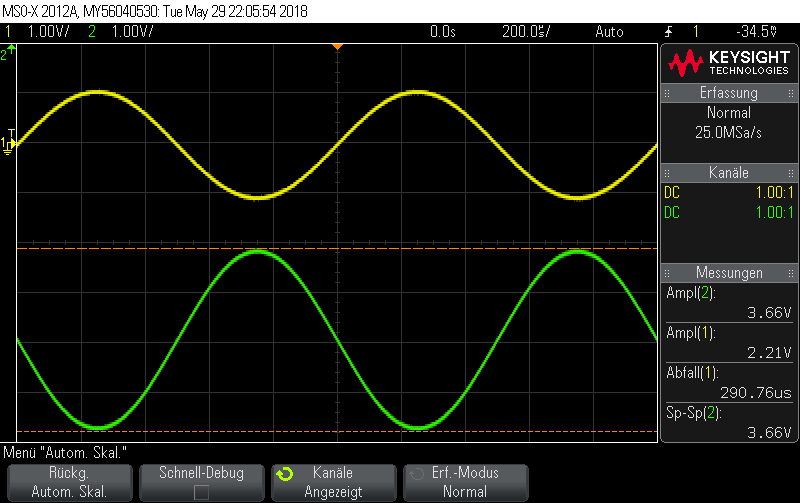 MSO-X 2012A, MY56040530: Tue May 29 22:05:54 2018
1 1.00V/ 2 1.00V/ 0.0s 200.0us/ Auto 1 -34.5mV
2
T
1
KEYSIGHT
TECHNOLOGIES
Erfassung
Normal
25.0MSa/s
Kanäle
DC 1.00:1
DC 1.00:1
Messungen
Ampl(2):
3.66V
Ampl(1):
2.21V
Abfall(1):
290.76us
Sp-Sp(2):
3.66V
Menü "Autom. Skal."
Rückg.
Autom. Skal.
Schnell-Debug
Kanäle
Angezeigt
Erf.-Modus
Normal